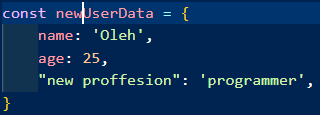 const newUserData = {
    name: 'Oleh',
    age: 25,
    "new proffesion": 'programmer',
}